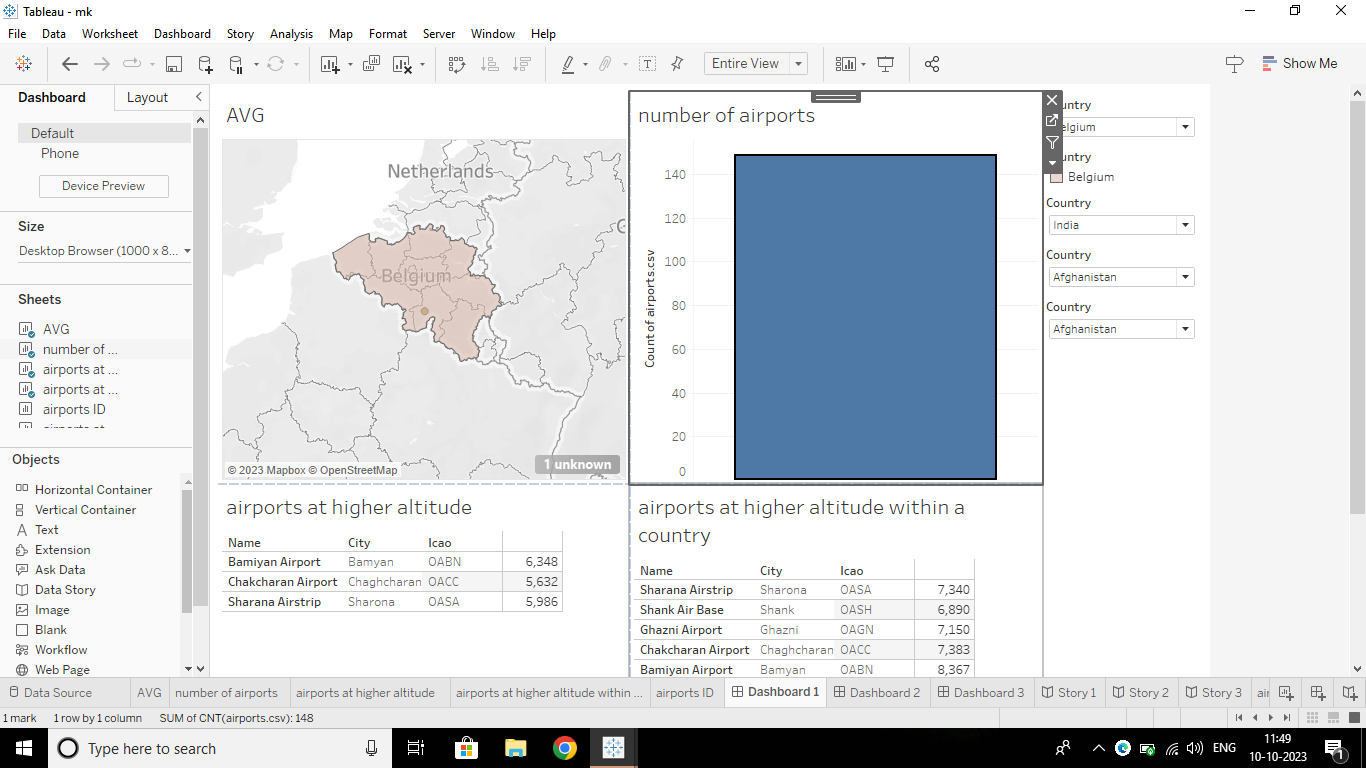 Tableau - mk
File Data Worksheet Dashboard Story Analysis Map Format Server Window Help
Entire View
Show Me
Dashboard Layout
Default
Phone
Device Preview
Size
Desktop Browser (1000 x 8...
Sheets
AVG
number of ...
airports at ...
airports at ...
airports ID
Objects
Horizontal Container
Vertical Container
Text
Extension
Ask Data
Data Story
Image
Blank
Workflow
Web Page
AVG
Netherlands
Belgium
© 2023 Mapbox © OpenStreetMap
1 unknown
number of airports
Count of airports.csv
140
120
100
80
60
40
20
0
ountry
elgium
ountry
Belgium
Country
India
Country
Afghanistan
Country
Afghanistan
airports at higher altitude
Name City Icao
Bamiyan Airport Bamyan OABN 6,348
Chakcharan Airport Chaghcharan OACC 5,632
Sharana Airstrip Sharona OASA 5,986
airports at higher altitude within a
country
Name City Icao
Sharana Airstrip Sharona OASA 7,340
Shank Air Base Shank OASH 6,890
Ghazni Airport Ghazni OAGN 7,150
Chakcharan Airport Chaghcharan OACC 7,383
Bamiyan Airport Bamyan OABN 8,367
Data Source AVG number of airports airports at higher altitude airports at higher altitude within ... airports ID Dashboard 1 Dashboard 2 Dashboard 3 Story 1 Story 2 Story 3
1 mark 1 row by 1 column SUM of CNT(airports.csv): 148
Type here to search
ENG
11:49
10-10-2023
1